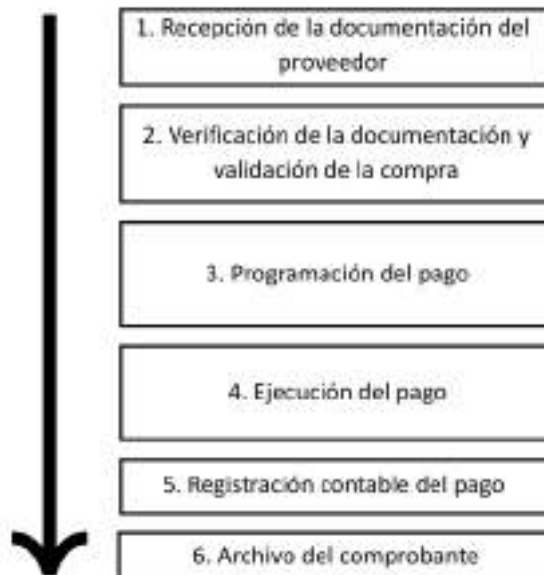 1. Recepción de la documentación del
proveedor
2. Verificación de la documentación y
validación de la compra
3. Programación del pago
4. Ejecución del pago
5. Registración contable del pago
6. Archivo del comprobante